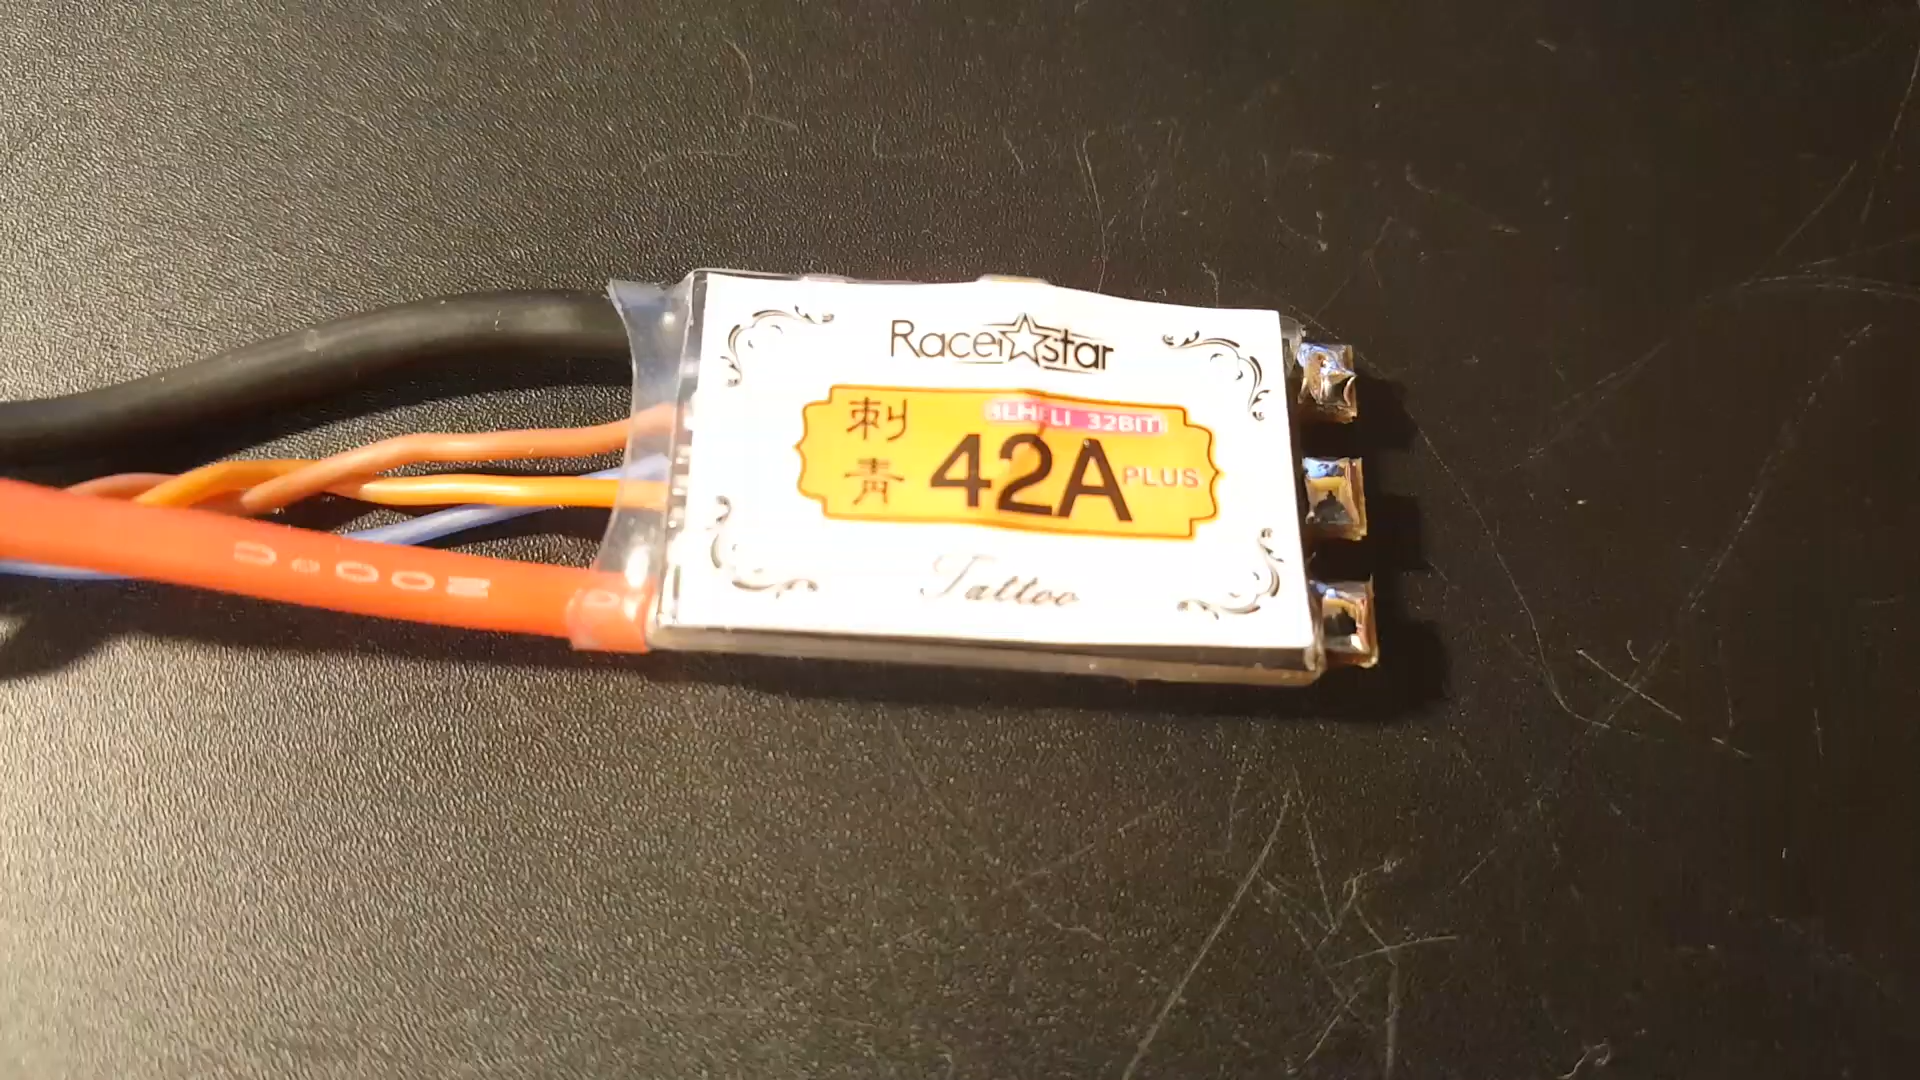 Racerstar
刺青
BLHELI 32BIT
42A PLUS
Tattoo